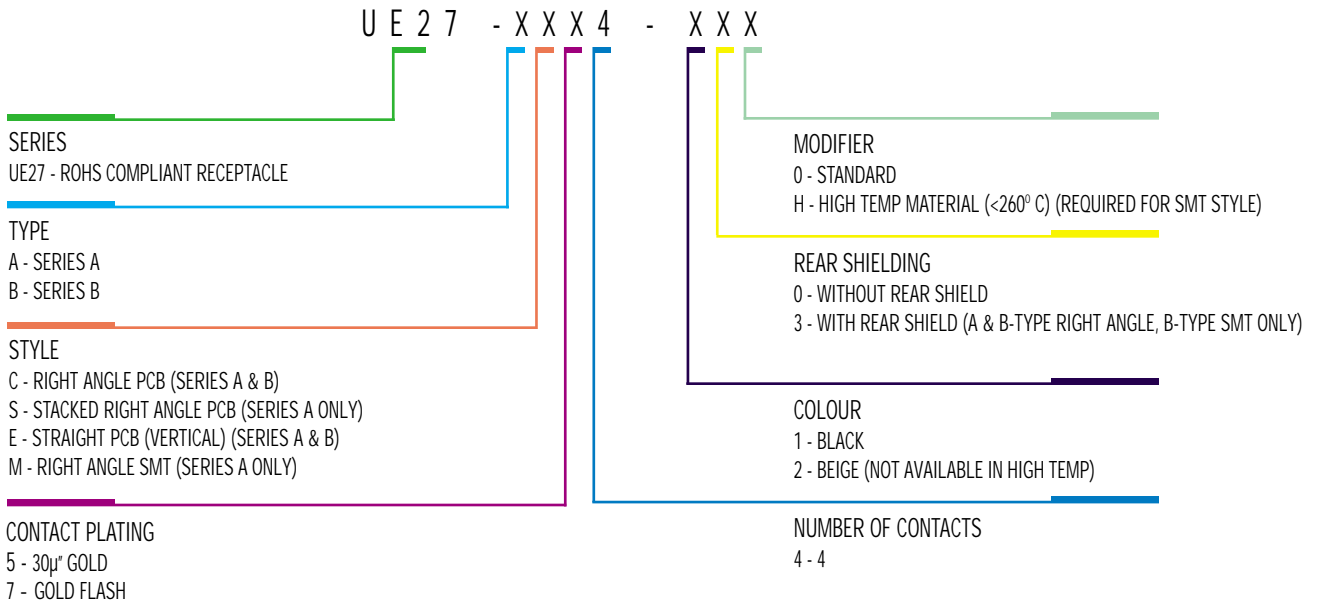 UE27 -XXX4 - XXX
SERIES
UE27 - ROHS COMPLIANT RECEPTACLE
TYPE
A - SERIES A
B - SERIES B
STYLE
C - RIGHT ANGLE PCB (SERIES A & B)
S - STACKED RIGHT ANGLE PCB (SERIES A ONLY)
E - STRAIGHT PCB (VERTICAL) (SERIES A & B)
M - RIGHT ANGLE SMT (SERIES A ONLY)
CONTACT PLATING
5 - 30µ" GOLD
7 - GOLD FLASH
MODIFIER
0 - STANDARD
H - HIGH TEMP MATERIAL (<260⁰ C) (REQUIRED FOR SMT STYLE)
REAR SHIELDING
0 - WITHOUT REAR SHIELD
3 - WITH REAR SHIELD (A & B-TYPE RIGHT ANGLE, B-TYPE SMT ONLY)
COLOUR
1 - BLACK
2 - BEIGE (NOT AVAILABLE IN HIGH TEMP)
NUMBER OF CONTACTS
4 - 4